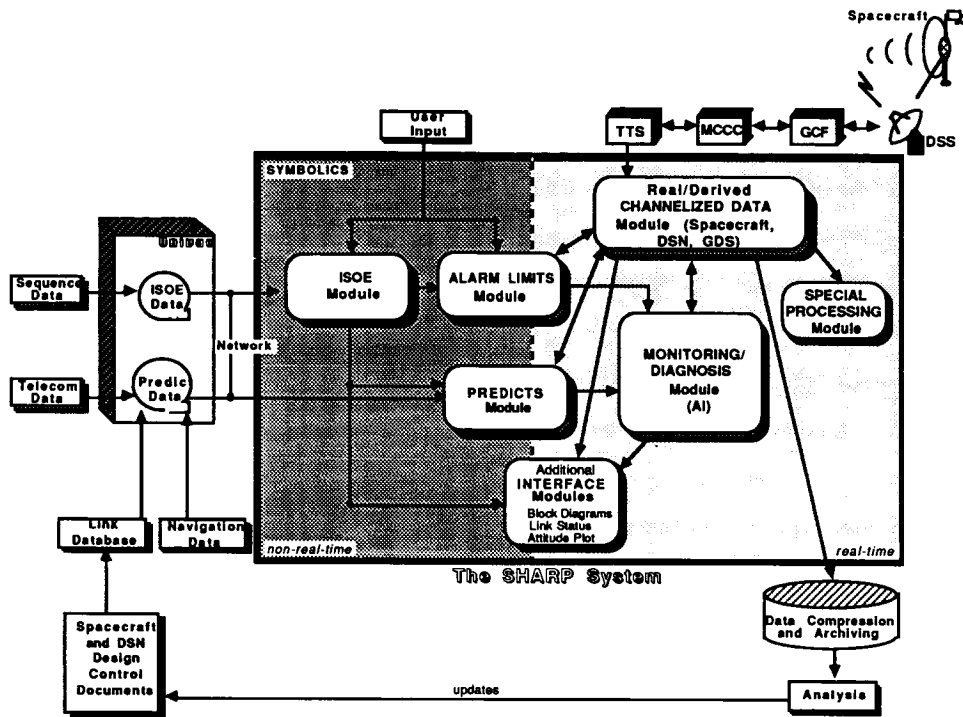 Spacecraft
User
Input
TTS
MCCC
GCF
DSS
SYMBOLICS
Real/Derived
CHANNELIZED DATA
Module (Spacecraft,
DSN, GDS)
Univac
Sequence
Data
ISOE
Data
ISOE
Module
ALARM LIMITS
Module
SPECIAL
PROCESSING
Module
Network
MONITORING/
DIAGNOSIS
Module
(AI)
Telecom
Data
Predic
Data
PREDICTS
Module
Additional
INTERFACE
Modules
Block Diagrams
Link Status
Attitude Plot
Link
Database
Navigation
Data
non-real-time
real-time
The SHARP System
Spacecraft
and DSN
Design
Control
Documents
Data Compression
and Archiving
updates
Analysis